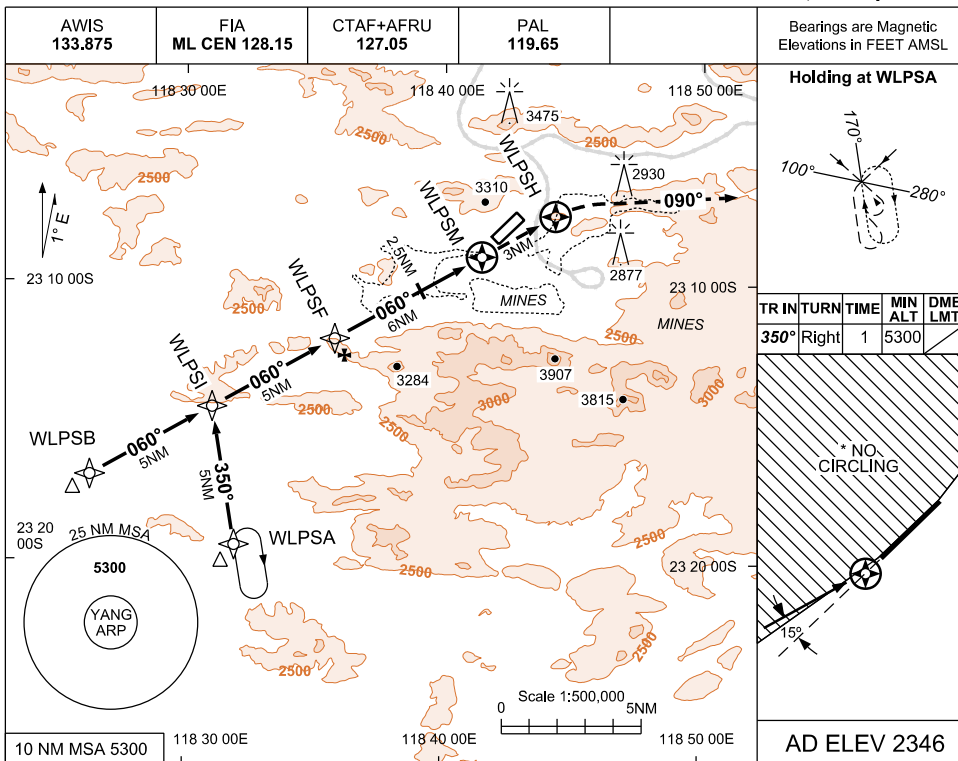 AWIS
133.875
FIA
ML CEN 128.15
CTAF+AFRU
127.05
PAL
119.65
Bearings are Magnetic
Elevations in FEET AMSL
118 30 00E
118 40 00E
118 50 00E
Holding at WLPSA
170°
100°
280°
3475
2500
2500
2500
2930
WLPSH
3310
090°
WLPSM
1° E
3NM
2.5NM
2877
23 10 00S
23 10 00S
WLPSF
060°
6NM
MINES
MINES
2500
2500
TR IN TURN TIME MIN ALT DME LMT
350° Right 1 5300
WLPSI
060°
5NM
3284
3907
3815
3000
3000
2500
2500
WLPSB
060°
5NM
350°
5NM
* NO
CIRCLING
23 20
00S
25 NM MSA
5300
WLPSA
2500
2500
23 20 00S
YANG
ARP
15°
2500
2500
Scale 1:500,000
0 5NM
10 NM MSA 5300
118 30 00E
118 40 00E
118 50 00E
AD ELEV 2346